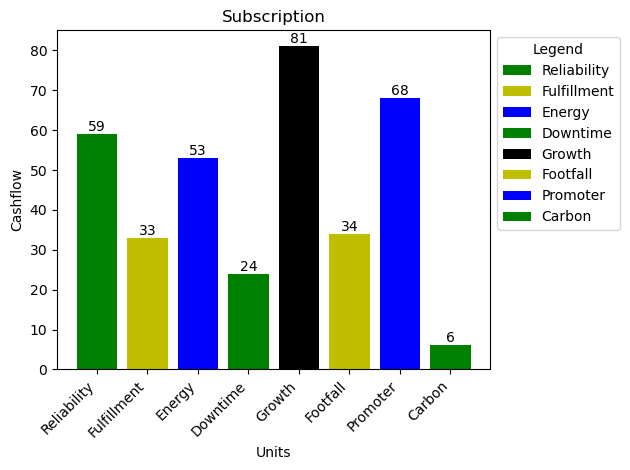 Subscription
Cashflow
80
70
60
50
40
30
20
10
0
59
33
53
24
81
34
68
6
Reliability
Fulfillment
Energy
Downtime
Growth
Footfall
Promoter
Carbon
Units
Legend
Reliability
Fulfillment
Energy
Downtime
Growth
Footfall
Promoter
Carbon